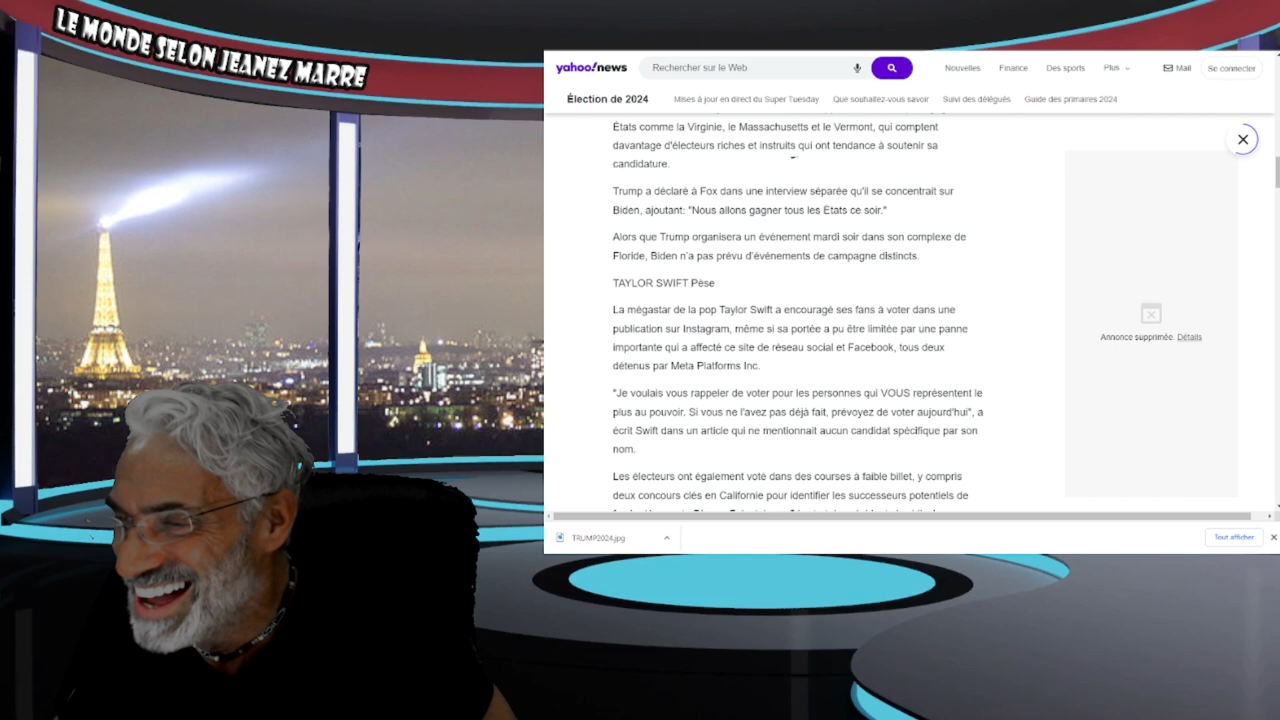 LE MONDE SELON JEANEZ MARRE
yahoo!news
Rechercher sur le Web
Nouvelles
Finance
Des sports
Plus
Mail
Se connecter
Élection de 2024
Mises à jour en direct du Super Tuesday
Que souhaitez-vous savoir
Suivi des délégués
Guide des primaires 2024
États comme la Virginie, le Massachusetts et le Vermont, qui comptent
davantage d'électeurs riches et instruits qui ont tendance à soutenir sa
candidature.
Trump a déclaré à Fox dans une interview séparée qu'il se concentrait sur
Biden, ajoutant: "Nous allons gagner tous les États ce soir."
Alors que Trump organisera un événement mardi soir dans son complexe de
Floride, Biden n'a pas prévu d'événements de campagne distincts.
TAYLOR SWIFT Pèse
La mégastar de la pop Taylor Swift a encouragé ses fans à voter dans une
publication sur Instagram, même si sa portée a pu être limitée par une panne
importante qui a affecté ce site de réseau social et Facebook, tous deux
détenus par Meta Platforms Inc.
"Je voulais vous rappeler de voter pour les personnes qui VOUS représentent le
plus au pouvoir. Si vous ne l'avez pas déjà fait, prévoyez de voter aujourd'hui", a
écrit Swift dans un article qui ne mentionnait aucun candidat spécifique par son
nom.
Les électeurs ont également voté dans des courses à faible billet, y compris
deux concours clés en Californie pour identifier les successeurs potentiels de
Annonce supprimée. Détails
TRUMP2024.jpg
Tout afficher